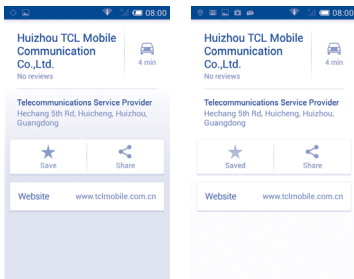 08:00
Huizhou TCL Mobile
Communication
Co.,Ltd.
4 min
No reviews
Telecommunications Service Provider
Hechang 5th Rd, Huicheng, Huizhou,
Guangdong
Save
Share
Website www.tclmobile.com.cn
08:00
Huizhou TCL Mobile
Communication
Co.,Ltd.
4 min
No reviews
Telecommunications Service Provider
Hechang 5th Rd, Huicheng, Huizhou,
Guangdong
Saved
Share
Website www.tclmobile.com.cn